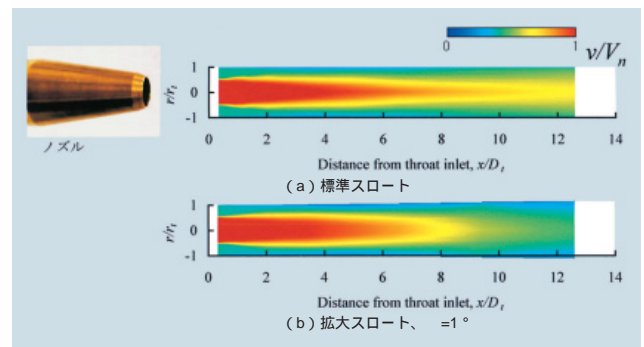 0 1
v/Vn
ノズル
r/rt
1
0
-1
0 2 4 6 8 10 12 14
Distance from throat inlet, x/Dt
（a）標準スロート
r/rt
1
0
-1
0 2 4 6 8 10 12 14
Distance from throat inlet, x/Dt
（b）拡大スロート、 =1°